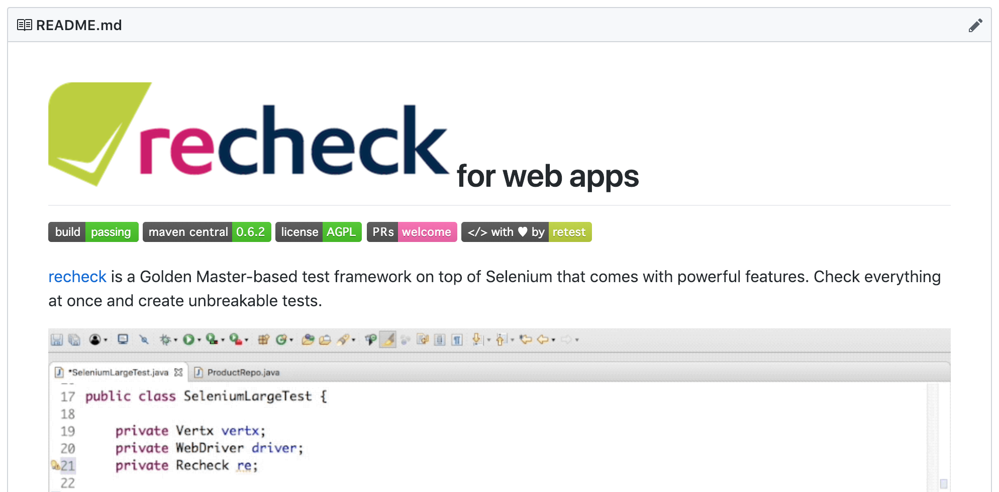 README.md
recheck for web apps
build passing maven central 0.6.2 license AGPL PRs welcome </> with ♥ by retest
recheck is a Golden Master-based test framework on top of Selenium that comes with powerful features. Check everything
at once and create unbreakable tests.
*SeleniumLargeTest.java ProductRepo.java
17 public class SeleniumLargeTest {
18
19 private Vertx vertx;
20 private WebDriver driver;
21 private Recheck re;
22